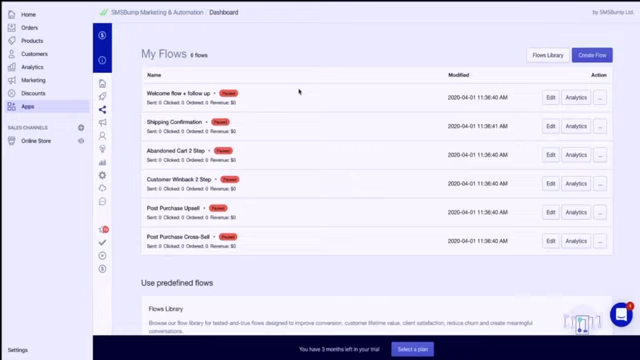 Home
Orders
Products
Customers
Analytics
Marketing
Discounts
Apps
SALES CHANNELS
Online Store
Settings
SMSBump Marketing & Automation / Dashboard
by SMSBump Ltd.
My Flows 6 flows
Flows Library
Create Flow
Name Modified Action
Welcome flow + follow up • Paused 2020-04-01 11:36:40 AM Edit Analytics ...
Sent: 0 Clicked: 0 Ordered: 0 Revenue: $0
Shipping Confirmation • Paused 2020-04-01 11:36:41 AM Edit Analytics ...
Sent: 0 Clicked: 0 Ordered: 0 Revenue: $0
Abandoned Cart 2 Step • Paused 2020-04-01 11:36:40 AM Edit Analytics ...
Sent: 0 Clicked: 0 Ordered: 0 Revenue: $0
Customer Winback 2 Step • Paused 2020-04-01 11:36:40 AM Edit Analytics ...
Sent: 0 Clicked: 0 Ordered: 0 Revenue: $0
Post Purchase Upsell • Paused 2020-04-01 11:36:40 AM Edit Analytics ...
Sent: 0 Clicked: 0 Ordered: 0 Revenue: $0
Post Purchase Cross-Sell • Paused 2020-04-01 11:36:40 AM Edit Analytics ...
Sent: 0 Clicked: 0 Ordered: 0 Revenue: $0
Use predefined flows
Flows Library
Browse our flow library for tested-and-true flows designed to improve conversion, customer lifetime value, client satisfaction, reduce churn and create meaningful
conversations.
You have 3 months left in your trial
Select a plan